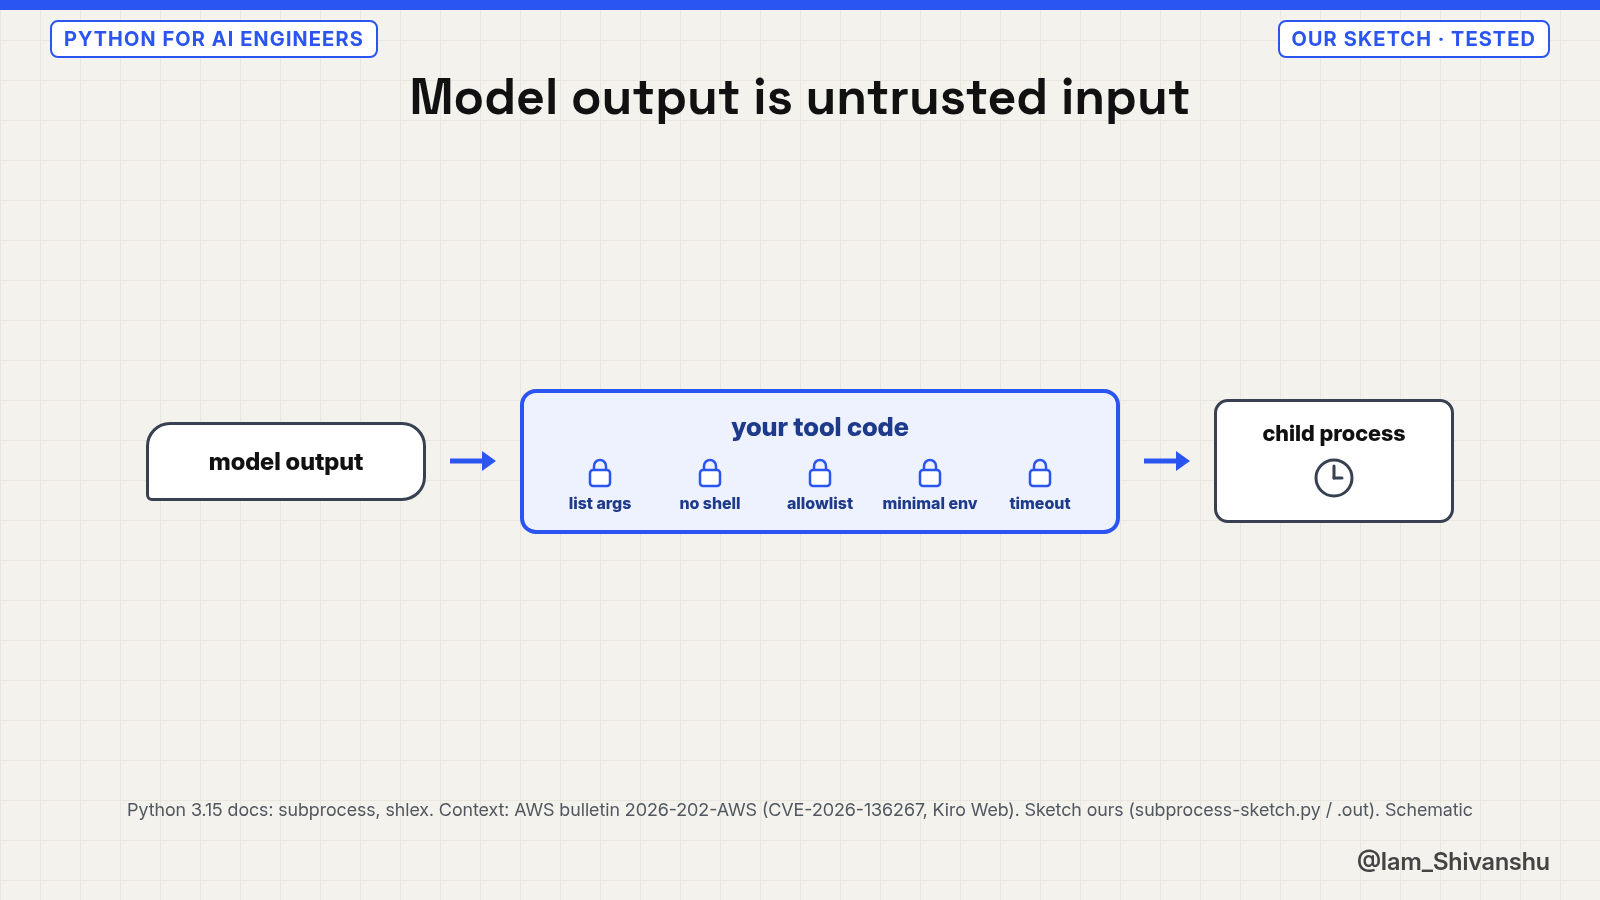 PYTHON FOR AI ENGINEERS
OUR SKETCH · TESTED
Model output is untrusted input
model output
your tool code
list args
no shell
allowlist
minimal env
timeout
child process
Python 3.15 docs: subprocess, shlex. Context: AWS bulletin 2026-202-AWS (CVE-2026-136267, Kiro Web). Sketch ours (subprocess-sketch.py / .out). Schematic
@Iam_Shivanshu